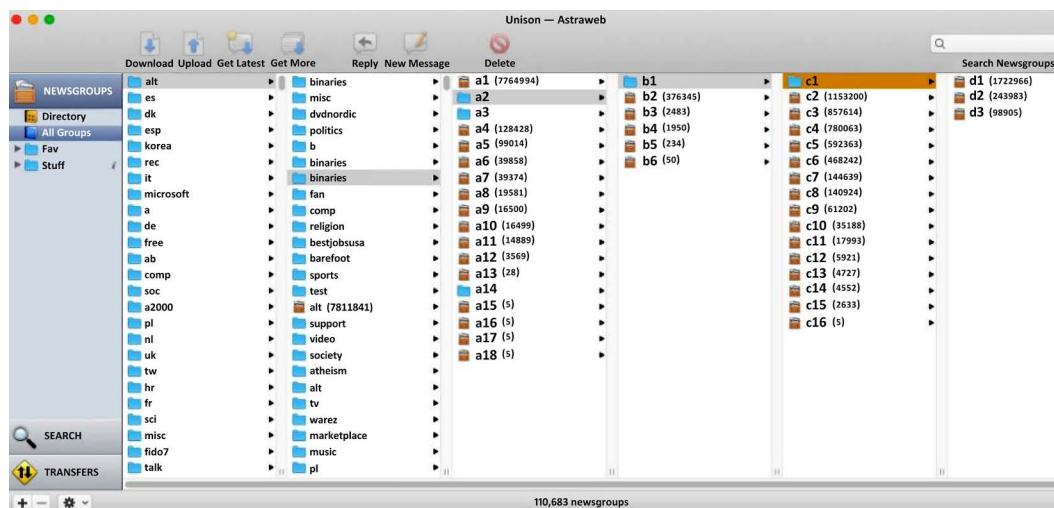 Unison — Astraweb
Download Upload Get Latest Get More Reply New Message Delete Search Newsgroups
NEWSGROUPS
Directory
All Groups
Fav
Stuff
SEARCH
TRANSFERS
alt
es
dk
esp
korea
rec
it
microsoft
a
de
free
ab
comp
soc
a2000
pl
nl
uk
tw
hr
fr
sci
misc
fido7
talk
binaries
misc
dvdnordic
politics
b
binaries
binaries
fan
comp
religion
bestjobsusa
barefoot
sports
test
alt (7811841)
support
video
society
atheism
alt
tv
warez
marketplace
music
pl
a1 (7764994)
a2
a3
a4 (128428)
a5 (99014)
a6 (39858)
a7 (39374)
a8 (19581)
a9 (16500)
a10 (16499)
a11 (14889)
a12 (3569)
a13 (28)
a14
a15 (5)
a16 (5)
a17 (5)
a18 (5)
b1
b2 (376345)
b3 (2483)
b4 (1950)
b5 (234)
b6 (50)
c1
c2 (1153200)
c3 (857614)
c4 (780063)
c5 (592363)
c6 (468242)
c7 (144639)
c8 (140924)
c9 (61202)
c10 (35188)
c11 (17993)
c12 (5921)
c13 (4727)
c14 (4552)
c15 (2633)
c16 (5)
d1 (1722966)
d2 (243983)
d3 (98905)
110,683 newsgroups